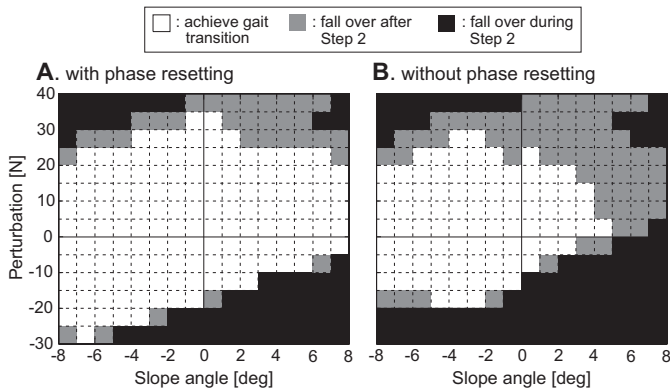 : achieve gait transition
: fall over after Step 2
: fall over during Step 2
A. with phase resetting
B. without phase resetting
Perturbation [N]
40
30
20
10
0
-10
-20
-30
-8 -6 -4 -2 0 2 4 6 8
-8 -6 -4 -2 0 2 4 6 8
Slope angle [deg]
Slope angle [deg]